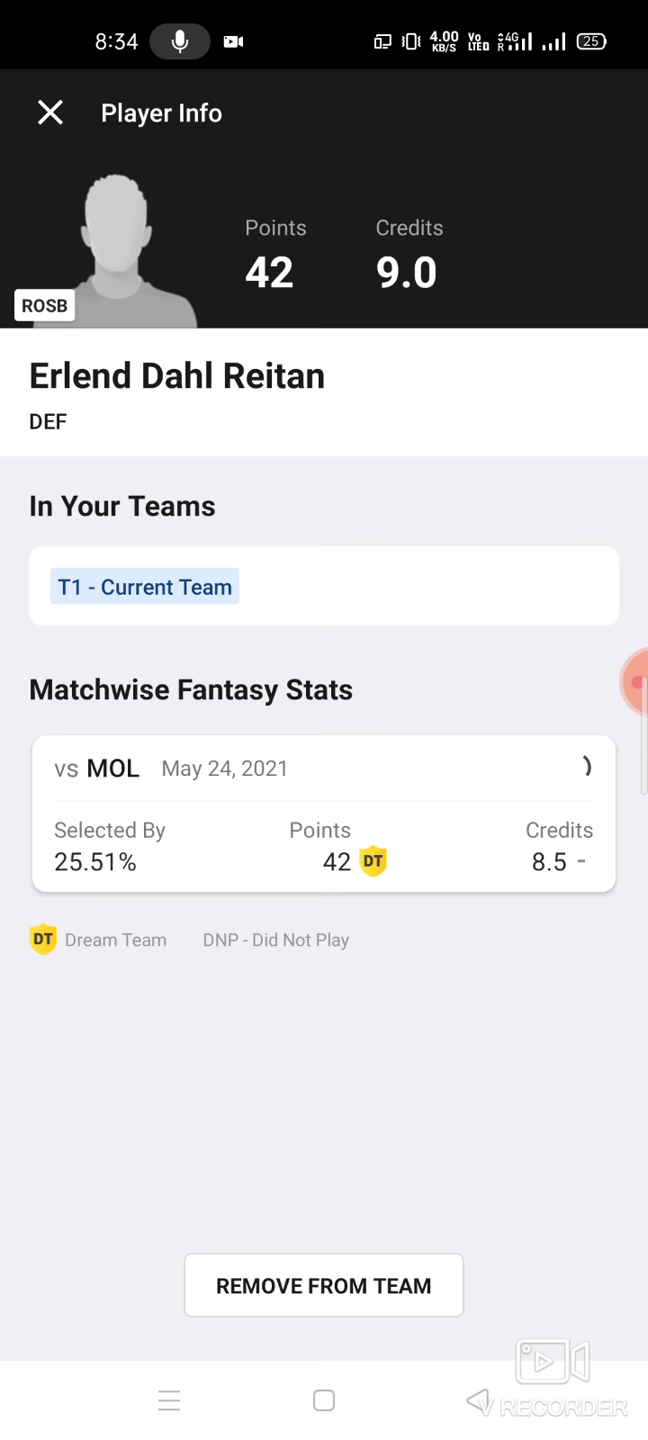 8:34 4.00 KB/S Vo LTED R 4G 25
Player Info
Points Credits
42 9.0
ROSB
Erlend Dahl Reitan
DEF
In Your Teams
T1 - Current Team
Matchwise Fantasy Stats
vs MOL May 24, 2021
Selected By Points Credits
25.51% 42 DT 8.5 -
DT Dream Team DNP - Did Not Play
REMOVE FROM TEAM
V RECORDER